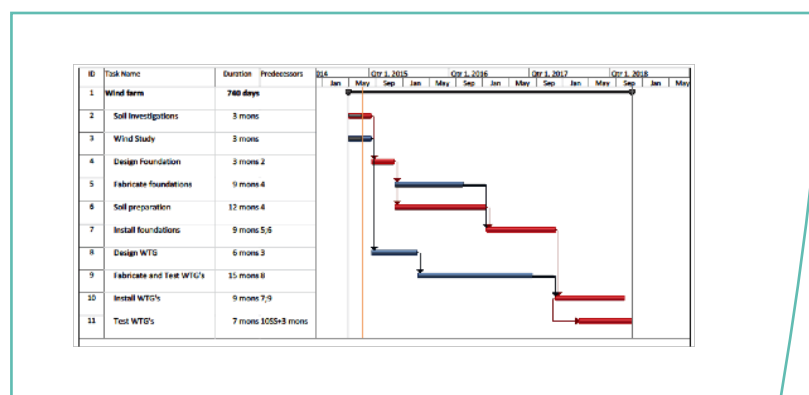 ID Task Name Duration Predecessors 014 Qtr 1, 2015 Qtr 1, 2016 Qtr 1, 2017 Qtr 1, 2018
Jan May Sep Jan May Sep Jan May Sep Jan May Sep Jan May
1 Wind farm 740 days
2 Soil Investigations 3 mons
3 Wind Study 3 mons
4 Design Foundation 3 mons 2
5 Fabricate foundations 9 mons 4
6 Soil preparation 12 mons 4
7 Install foundations 9 mons 5;6
8 Design WTG 6 mons 3
9 Fabricate and Test WTG's 15 mons 8
10 Install WTG's 9 mons 7;9
11 Test WTG's 7 mons 10SS+3 mons